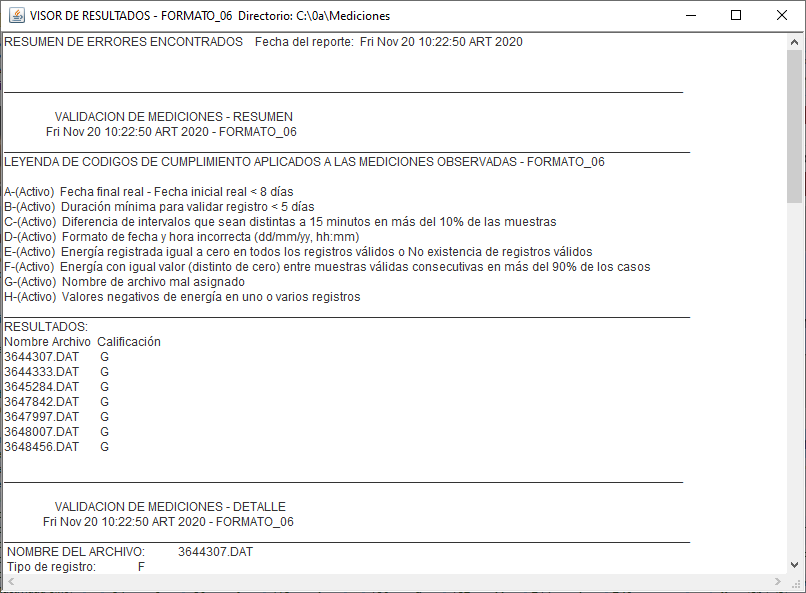 VISOR DE RESULTADOS - FORMATO_06 Directorio: C:\0a\Mediciones
RESUMEN DE ERRORES ENCONTRADOS Fecha del reporte: Fri Nov 20 10:22:50 ART 2020
VALIDACION DE MEDICIONES - RESUMEN
Fri Nov 20 10:22:50 ART 2020 - FORMATO_06
LEYENDA DE CODIGOS DE CUMPLIMIENTO APLICADOS A LAS MEDICIONES OBSERVADAS - FORMATO_06
A-(Activo) Fecha final real - Fecha inicial real < 8 días
B-(Activo) Duración mínima para validar registro < 5 días
C-(Activo) Diferencia de intervalos que sean distintas a 15 minutos en más del 10% de las muestras
D-(Activo) Formato de fecha y hora incorrecta (dd/mm/yy, hh:mm)
E-(Activo) Energía registrada igual a cero en todos los registros válidos o No existencia de registros válidos
F-(Activo) Energía con igual valor (distinto de cero) entre muestras válidas consecutivas en más del 90% de los casos
G-(Activo) Nombre de archivo mal asignado
H-(Activo) Valores negativos de energía en uno o varios registros
RESULTADOS:
Nombre Archivo Calificación
3644307.DAT G
3644333.DAT G
3645284.DAT G
3647842.DAT G
3647997.DAT G
3648007.DAT G
3648456.DAT G
VALIDACION DE MEDICIONES - DETALLE
Fri Nov 20 10:22:50 ART 2020 - FORMATO_06
NOMBRE DEL ARCHIVO: 3644307.DAT
Tipo de registro: F